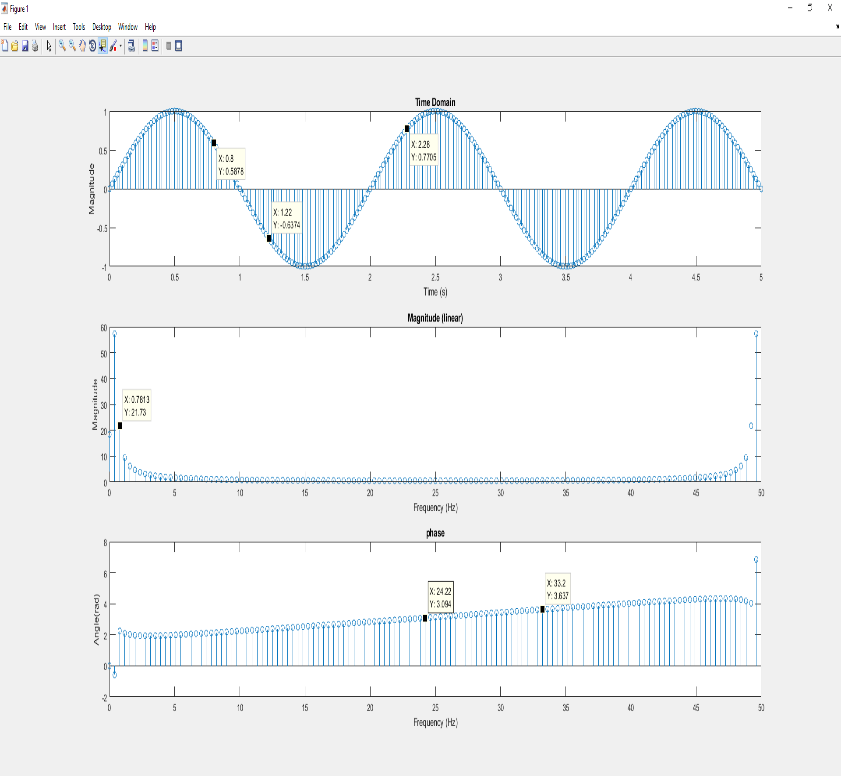 Figure 1
File Edit View Insert Tools Desktop Window Help
Time Domain
Magnitude
1
0.5
0
-0.5
-1
X: 0.8
Y: 0.5878
X: 1.22
Y: -0.6374
X: 2.28
Y: 0.7705
0 0.5 1 1.5 2 2.5 3 3.5 4 4.5 5
Time (s)
Magnitude (linear)
Magnitude
60
50
40
30
20
10
0
X: 0.7813
Y: 21.73
0 5 10 15 20 25 30 35 40 45 50
Frequency (Hz)
phase
Angle(rad)
8
6
4
2
0
-2
X: 24.22
Y: 3.094
X: 33.2
Y: 3.637
0 5 10 15 20 25 30 35 40 45 50
Frequency (Hz)